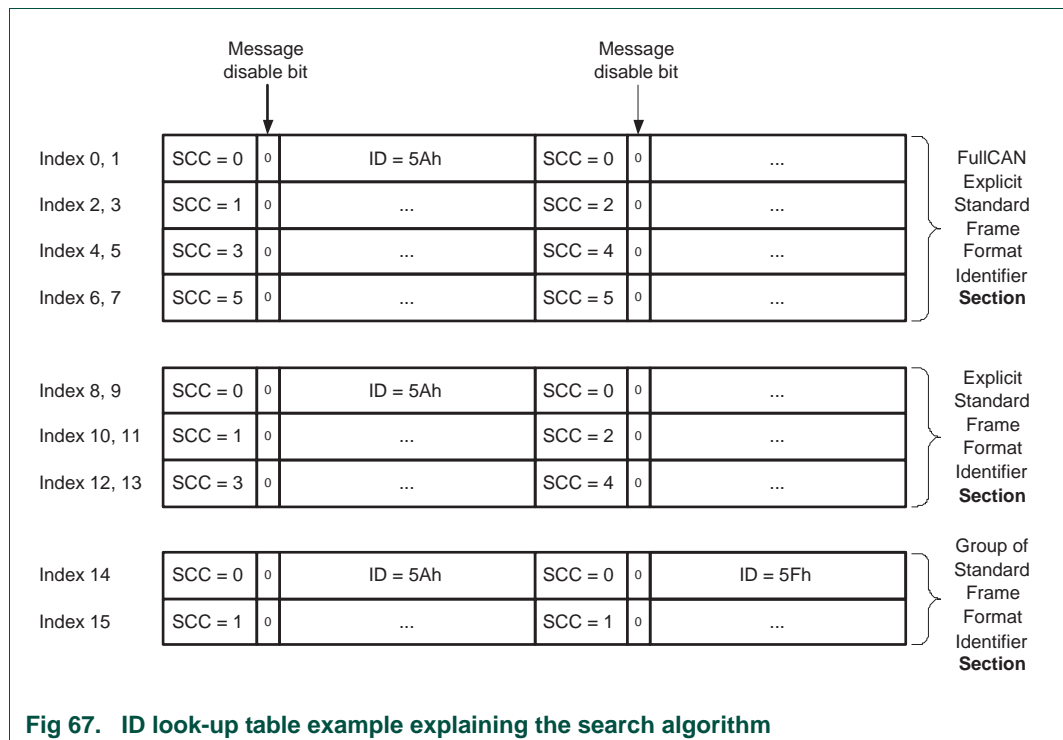 Message
disable bit
Message
disable bit
Index 0, 1
SCC = 0
0
ID = 5Ah
SCC = 0
0
...
Index 2, 3
SCC = 1
0
...
SCC = 2
0
...
Index 4, 5
SCC = 3
0
...
SCC = 4
0
...
Index 6, 7
SCC = 5
0
...
SCC = 5
0
...
FullCAN
Explicit
Standard
Frame
Format
Identifier
Section
Index 8, 9
SCC = 0
0
ID = 5Ah
SCC = 0
0
...
Index 10, 11
SCC = 1
0
...
SCC = 2
0
...
Index 12, 13
SCC = 3
0
...
SCC = 4
0
...
Explicit
Standard
Frame
Format
Identifier
Section
Index 14
SCC = 0
0
ID = 5Ah
SCC = 0
0
ID = 5Fh
Index 15
SCC = 1
0
...
SCC = 1
0
...
Group of
Standard
Frame
Format
Identifier
Section
Fig 67. ID look-up table example explaining the search algorithm